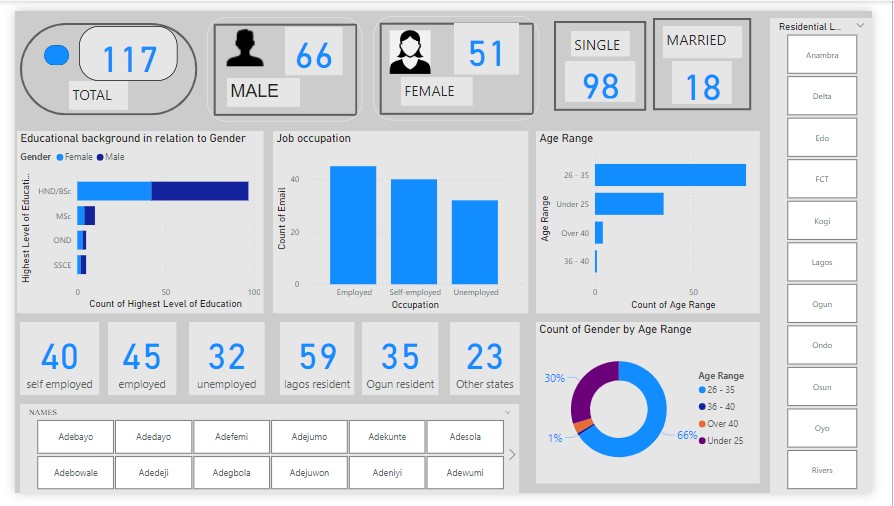 117
TOTAL
66
MALE
51
FEMALE
SINGLE
98
MARRIED
18
Residential L...
Anambra
Delta
Edo
FCT
Kogi
Lagos
Ogun
Ondo
Osun
Oyo
Rivers
Educational background in relation to Gender
Gender Female Male
Highest Level of Educati...
HND/BSc
MSc
OND
SSCE
0 50 100
Count of Highest Level of Education
Job occupation
Count of Email
40
20
0
Employed Self-employed Unemployed
Occupation
Age Range
Age Range
26 - 35
Under 25
Over 40
36 - 40
0 50
Count of Age Range
40
self employed
45
employed
32
unemployed
59
lagos resident
35
Ogun resident
23
Other states
Count of Gender by Age Range
30%
1%
66%
Age Range
26 - 35
36 - 40
Over 40
Under 25
NAMES
Adebayo Adedayo Adefemi Adejumo Adekunte Adesola
Adebowale Adedeji Adegbola Adejuwon Adeniyi Adewumi